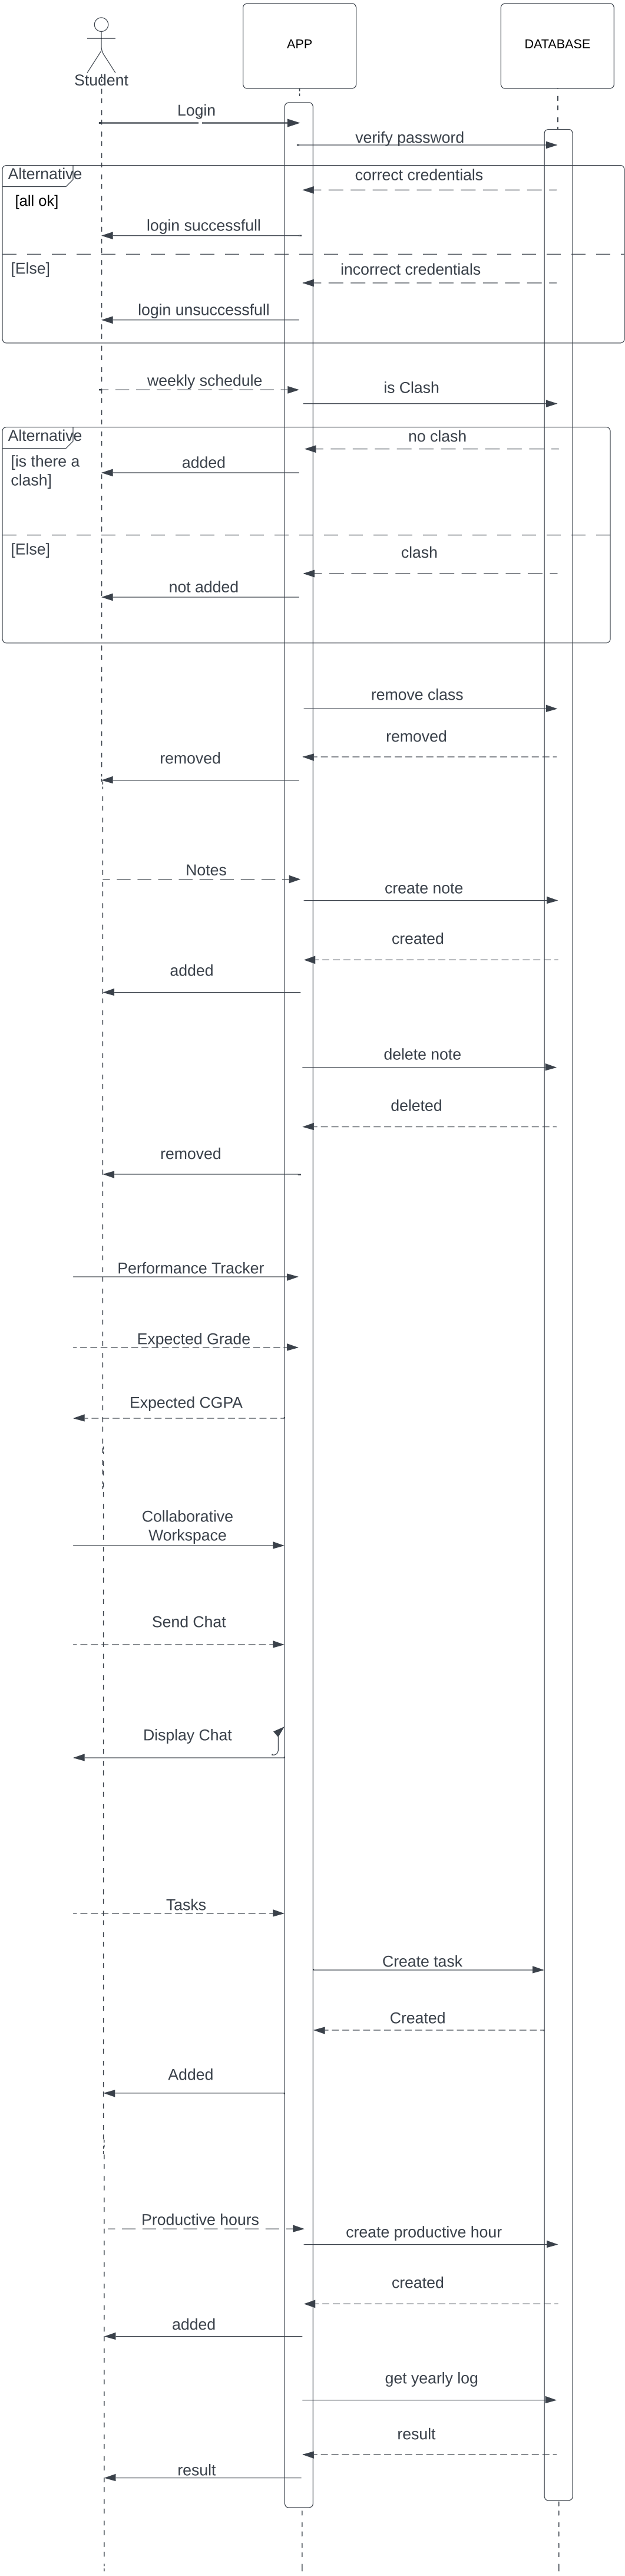 Student
APP
DATABASE
Login
verify password
Alternative
correct credentials
[all ok]
login successfull
[Else]
incorrect credentials
login unsuccessfull
weekly schedule
is Clash
Alternative
no clash
[is there a
clash]
added
[Else]
clash
not added
remove class
removed
removed
Notes
create note
created
added
delete note
deleted
removed
Performance Tracker
Expected Grade
Expected CGPA
Collaborative
Workspace
Send Chat
Display Chat
Tasks
Create task
Created
Added
Productive hours
create productive hour
created
added
get yearly log
result
result